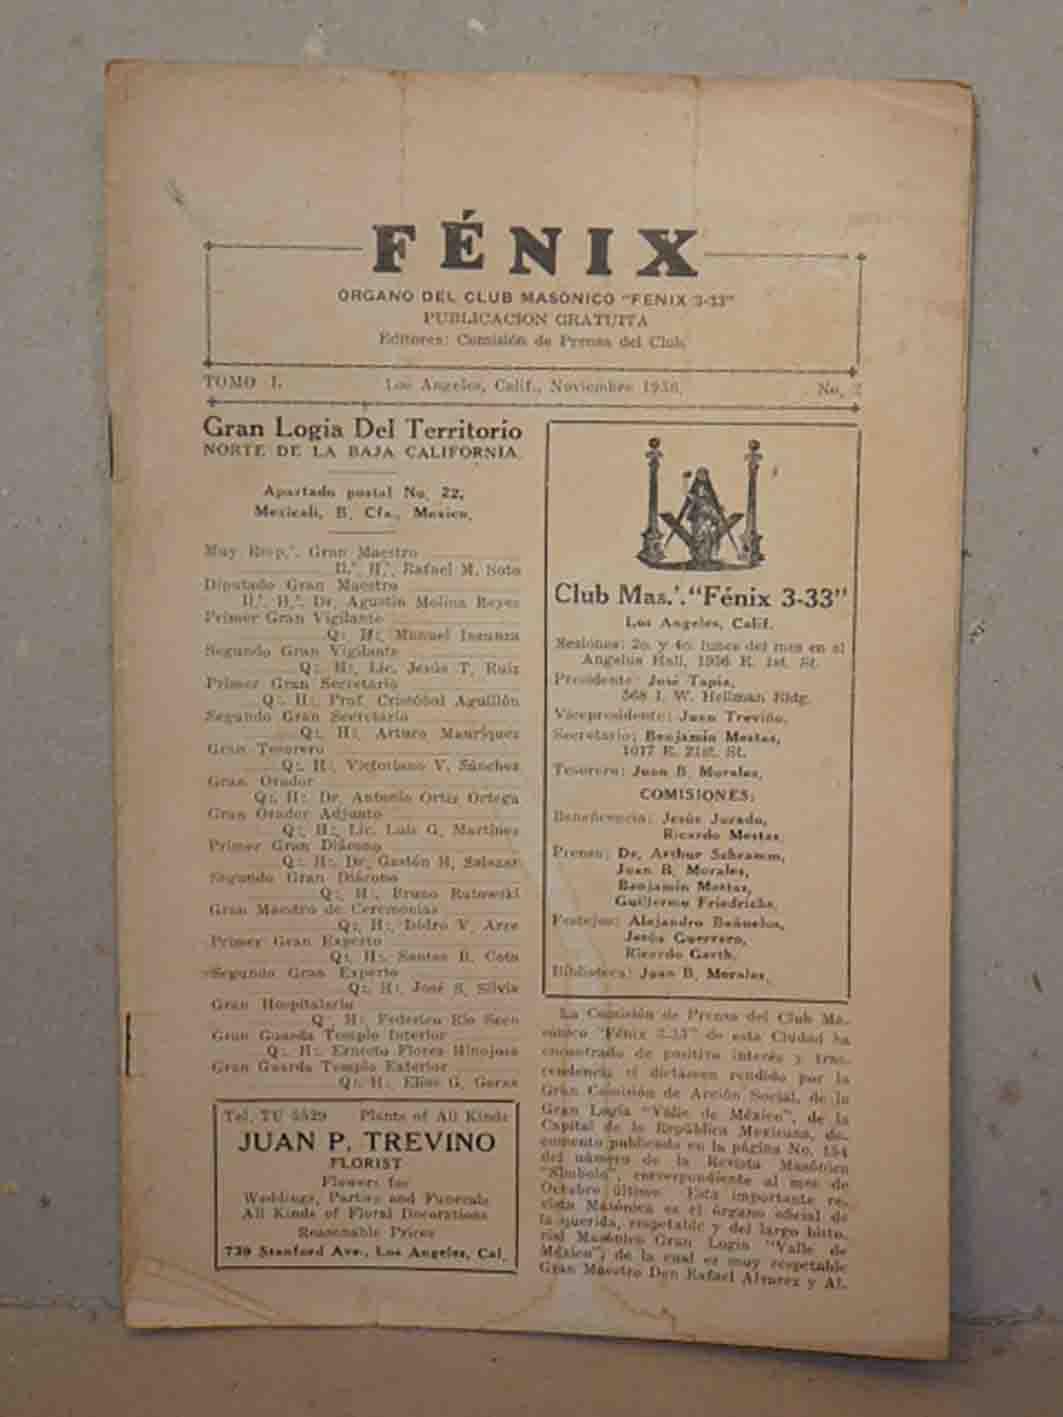 FÉNIX
ORGANO DEL CLUB MASONICO "FENIX 3-33"
PUBLICACION GRATUITA
Editores: Comisión de Prensa del Club.
TOMO I.
Los Angeles, Calif., Noviembre 1936.
No. 2
Gran Logia Del Territorio
NORTE DE LA BAJA CALIFORNIA.
Apartado postal No. 22,
Mexicali, B. Cfa., Mexico.
Muy Resp.'. Gran Maestro
H.'. Rafael M. Soto
Diputado Gran Maestro
H.'. Dr. Agustín Molina Reyes
Primer Gran Vigilante
Q:. H:. Manuel Inzunza
Segundo Gran Vigilante
Q:. H:. Lic. Jesús T. Ruiz
Primer Gran Secretario
Q:. H:. Prof. Cristóbol Aguillón
Segundo Gran Secretario
Q:. H:. Arturo Manríquez
Gran Tesorero
Q:. H:. Victoriano V. Sánchez
Gran Orador
Q:. H:. Dr. Antonio Ortiz Ortega
Gran Orador Adjunto
Q:. H:. Lic. Luis G. Martínez
Primer Gran Diácono
Q:. H:. Dr. Gastón H. Salazar
Segundo Gran Diácono
Q:. H:. Bruno Rutowski
Gran Maestro de Ceremonias
Q:. H:. Isidro V. Arce
Primer Gran Experto
Q:. H:. Santos B. Cota
Segundo Gran Experto
Q:. H:. José S. Silvia
Gran Hospitalario
Q:. H:. Federico Río Seco
Gran Guarda Templo Interior
Q:. H:. Ernesto Flores Hinojosa
Gran Guarda Templo Exterior
Q:. H:. Elías G.
Tel. TU 5529 Plants of All Kinds
JUAN P. TREVINO
FLORIST
Flowers for
Weddings, Parties and Funerals
All Kinds of Floral Decorations
Reasonable Prices
739 Stanford Ave., Los Angeles, Cal.
Club Mas.'. "Fénix 3-33"
Los Angeles, Calif.
Sesiones: 2o. y 4o. lunes del mes en el
Angelus Hall, 1956 E. 1st. St.
Presidente: José Tapia,
568 I. W. Hellman Bldg.
Vicepresidente: Juan Treviño.
Secretario: Benjamín Mestas,
1017 E. 21st. St.
Tesorero: Juan B. Morales.
COMISIONES:
Beneficencia: Jesús Jurado,
Ricardo Mestas.
Prensa: Dr. Arthur Schramm,
Juan B. Morales,
Benjamín Mestas,
Guillermo Friedrichs.
Festejos: Alejandro Bañuelos,
Jesús Guerrero,
Ricardo Garth.
Biblioteca: Juan B. Morales.
La Comisión de Prensa del Club Ma-
sónico "Fénix 3-33" de esta Ciudad ha
encontrado de positivo interés y tras-
cendencia el dictámen rendido por la
Gran Comisión de Acción Social, de la
Gran Logia "Valle de México", de la
Capital de la República Mexicana, do-
cumento publicado en la página No. 154
del número de la Revista Masónica
"Símbolo", correspondiente al mes de
Octubre último. Esta importante re-
vista Masónica es el órgano oficial de
la querida, respetable y del largo histo-
rial Masónico Gran Logia "Valle de
México", de la cual es muy respetable
Gran Maestro Don Rafael Alvarez y Al-